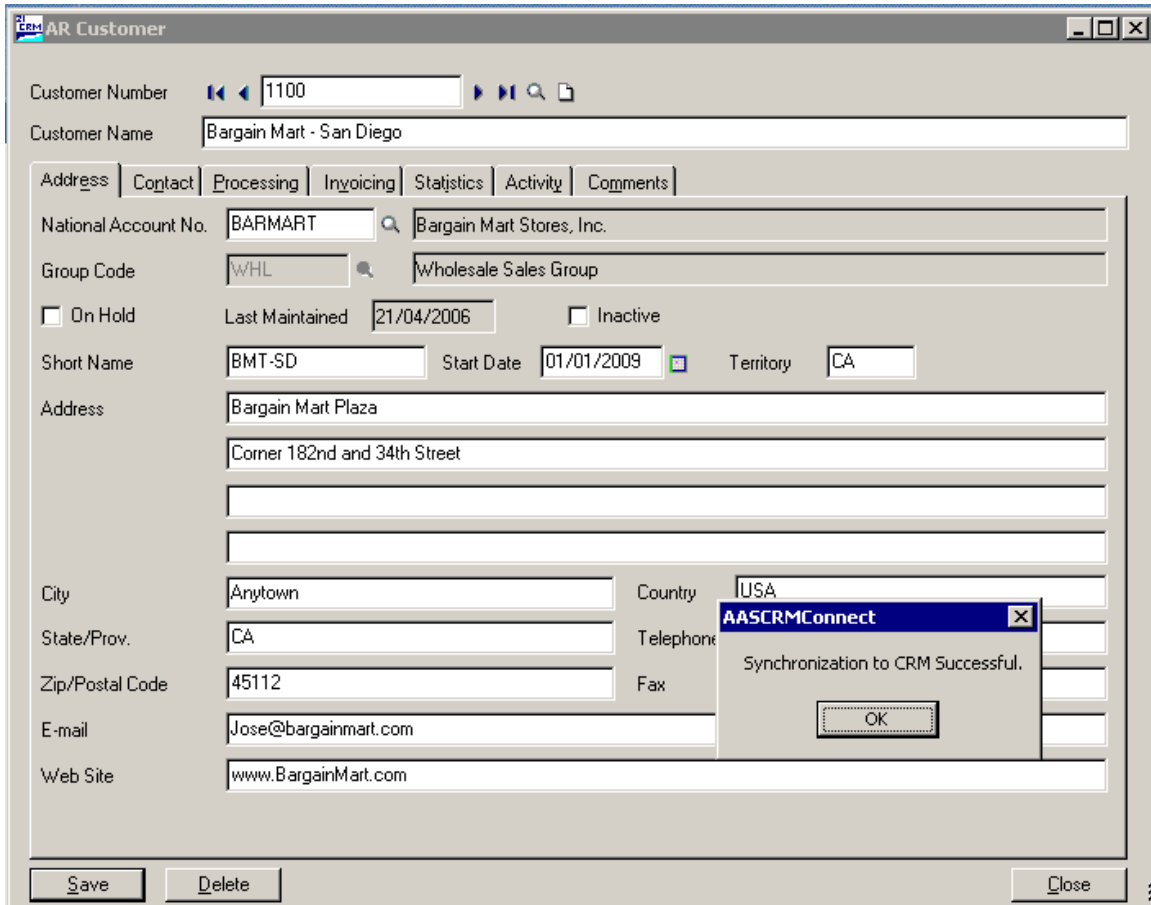 21 CRM AR Customer
Customer Number 1100
Customer Name Bargain Mart - San Diego
Address Contact Processing Invoicing Statistics Activity Comments
National Account No. BARMART Bargain Mart Stores, Inc.
Group Code WHL Wholesale Sales Group
On Hold Last Maintained 21/04/2006 Inactive
Short Name BMT-SD Start Date 01/01/2009 Territory CA
Address Bargain Mart Plaza
Corner 182nd and 34th Street
City Anytown Country USA
AASCRMConnect
State/Prov. CA Telephone
Synchronization to CRM Successful.
Zip/Postal Code 45112 Fax
OK
E-mail Jose@bargainmart.com
Web Site www.BargainMart.com
Save Delete Close